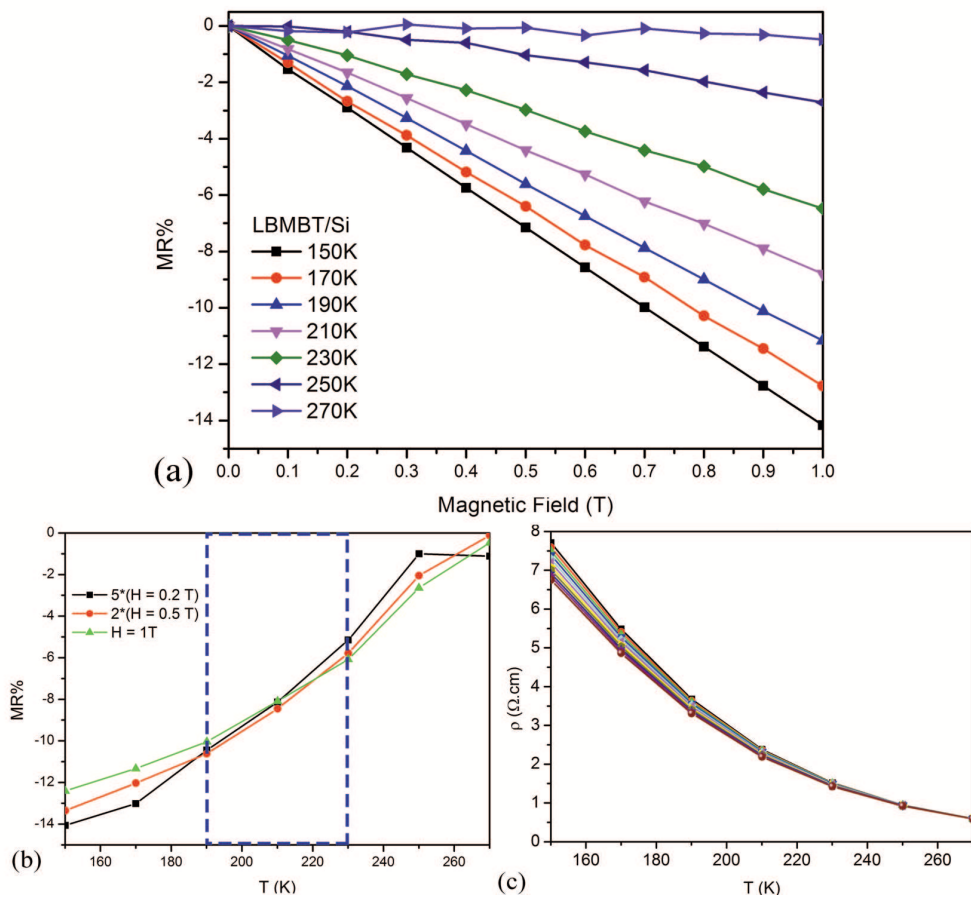 0
-2
-4
-6
-8
-10
-12
-14
MR%
LBMBT/Si
150K
170K
190K
210K
230K
250K
270K
0.0 0.1 0.2 0.3 0.4 0.5 0.6 0.7 0.8 0.9 1.0
(a)
Magnetic Field (T)
0
-2
-4
-6
-8
-10
-12
-14
MR%
5*(H = 0.2 T)
2*(H = 0.5 T)
H = 1T
160 180 200 220 240 260
(b)
T (K)
8
7
6
5
4
3
2
1
0
ρ (Ω.cm)
160 180 200 220 240 260
(c)
T (K)